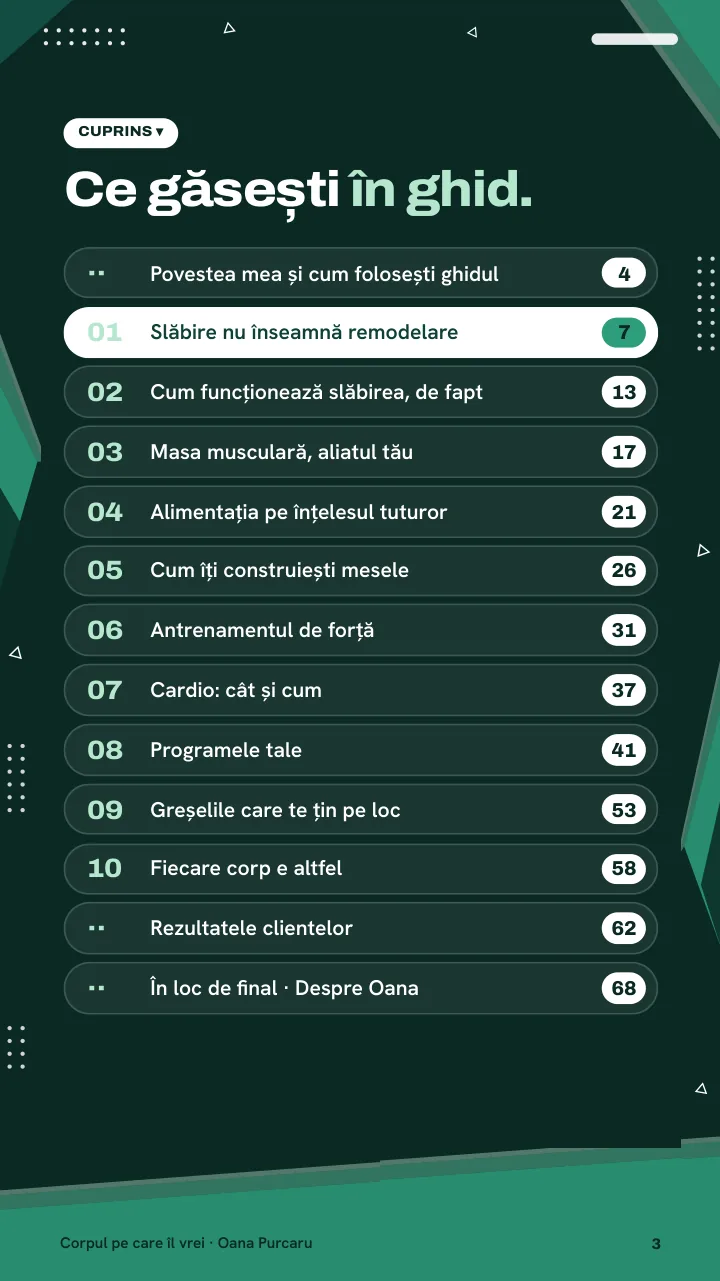 CUPRINS ▾
Ce găsești în ghid.
·· Povestea mea și cum folosești ghidul 4
01 Slăbire nu înseamnă remodelare 7
02 Cum funcționează slăbirea, de fapt 13
03 Masa musculară, aliatul tău 17
04 Alimentația pe înțelesul tuturor 21
05 Cum îți construiești mesele 26
06 Antrenamentul de forță 31
07 Cardio: cât și cum 37
08 Programele tale 41
09 Greșelile care te țin pe loc 53
10 Fiecare corp e altfel 58
·· Rezultatele clientelor 62
·· În loc de final · Despre Oana 68
Corpul pe care îl vrei · Oana Purcaru 3